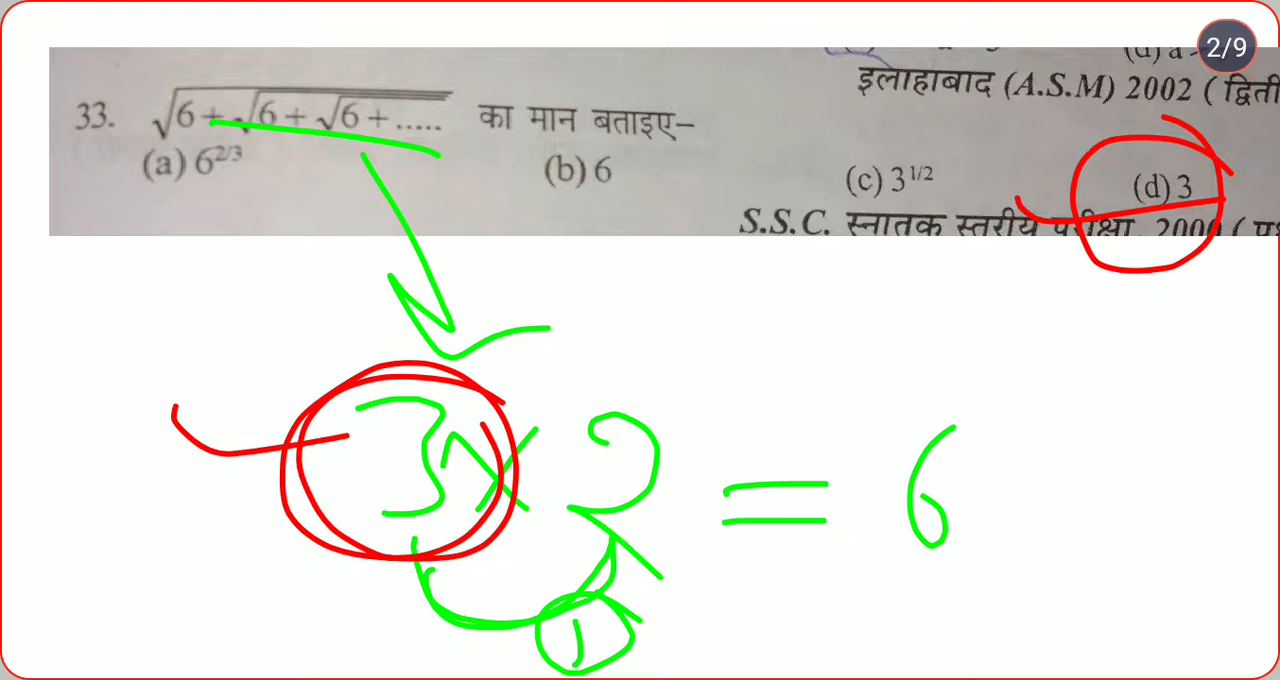 2/9
(d) a -
इलाहाबाद (A.S.M) 2002 ( द्विती
33. √6 + √6 + √6 + ..... का मान बताइए–
(a) 6^2/3 (b) 6 (c) 3^1/2 (d) 3
S.S.C. स्नातक स्तरीय परीक्षा, 2000 (
3 × 2 = 6
1